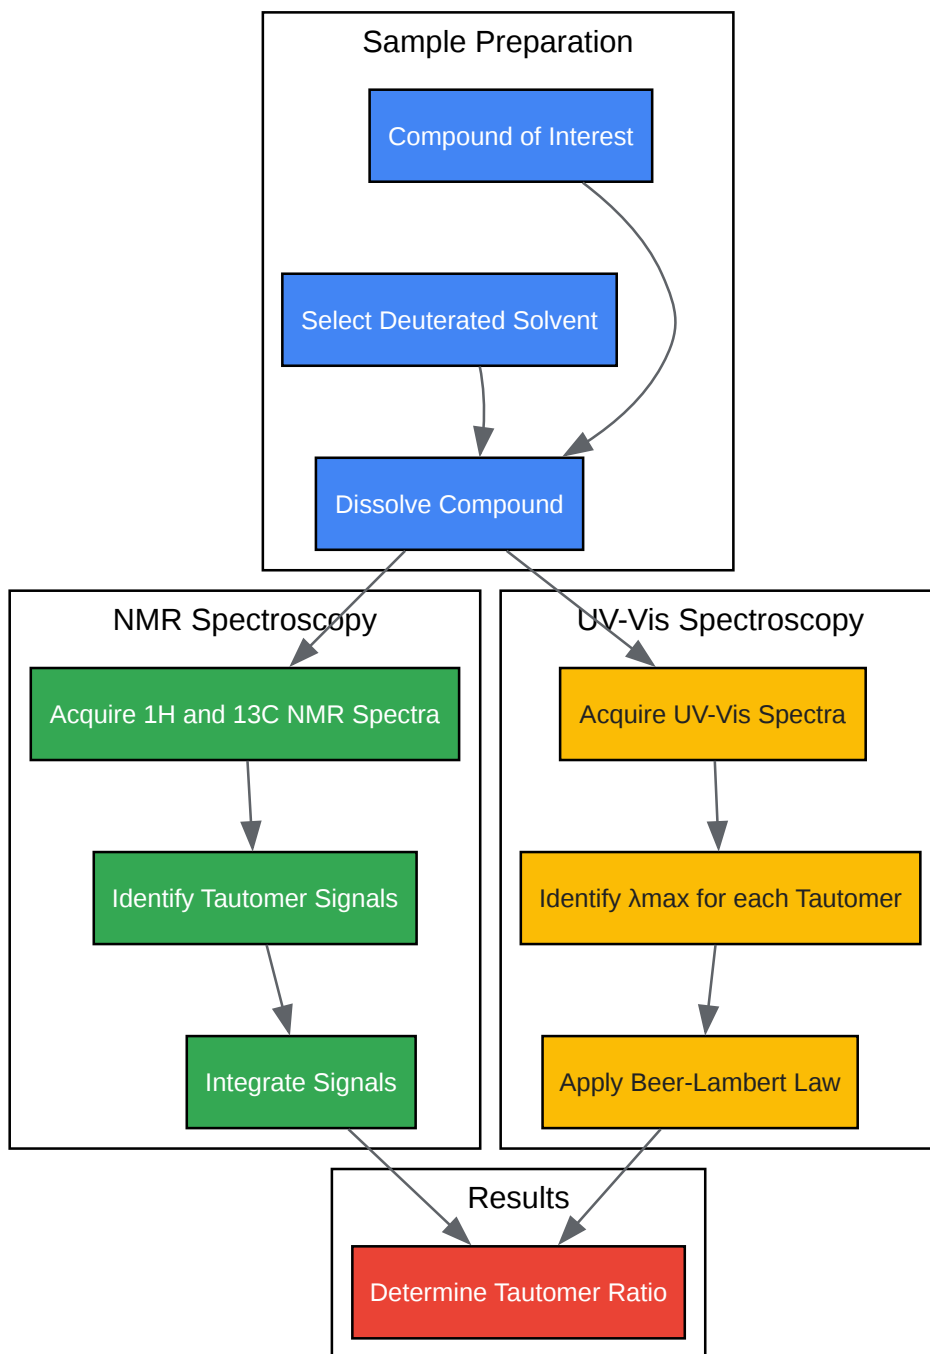 Sample Preparation
Compound of Interest
Select Deuterated Solvent
Dissolve Compound
NMR Spectroscopy
Acquire 1H and 13C NMR Spectra
Identify Tautomer Signals
Integrate Signals
UV-Vis Spectroscopy
Acquire UV-Vis Spectra
Identify λmax for each Tautomer
Apply Beer-Lambert Law
Results
Determine Tautomer Ratio